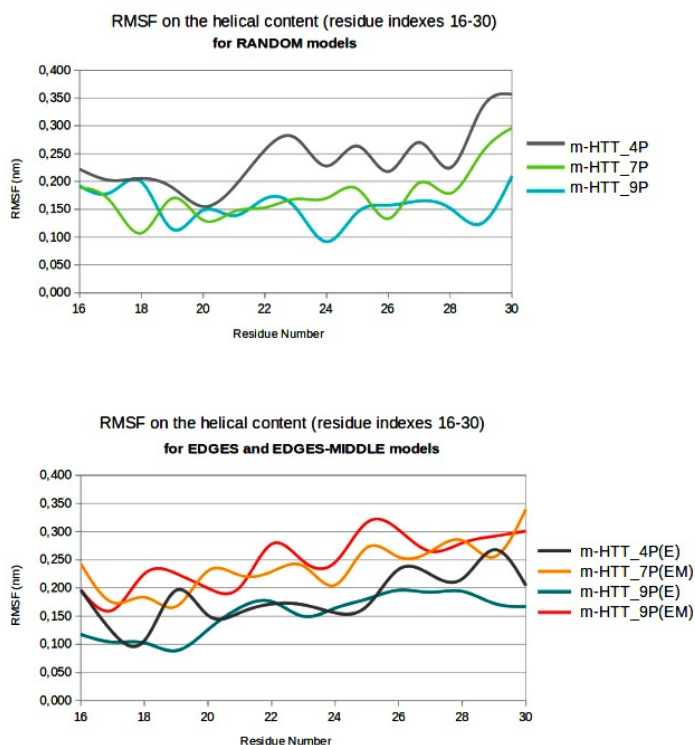 RMSF on the helical content (residue indexes 16-30)
for RANDOM models
0,400
0,350
0,300
0,250
0,200
0,150
0,100
0,050
0,000
RMSF (nm)
16 18 20 22 24 26 28 30
Residue Number
m-HTT_4P
m-HTT_7P
m-HTT_9P
RMSF on the helical content (residue indexes 16-30)
for EDGES and EDGES-MIDDLE models
0,400
0,350
0,300
0,250
0,200
0,150
0,100
0,050
0,000
RMSF (nm)
16 18 20 22 24 26 28 30
Residue Number
m-HTT_4P(E)
m-HTT_7P(EM)
m-HTT_9P(E)
m-HTT_9P(EM)